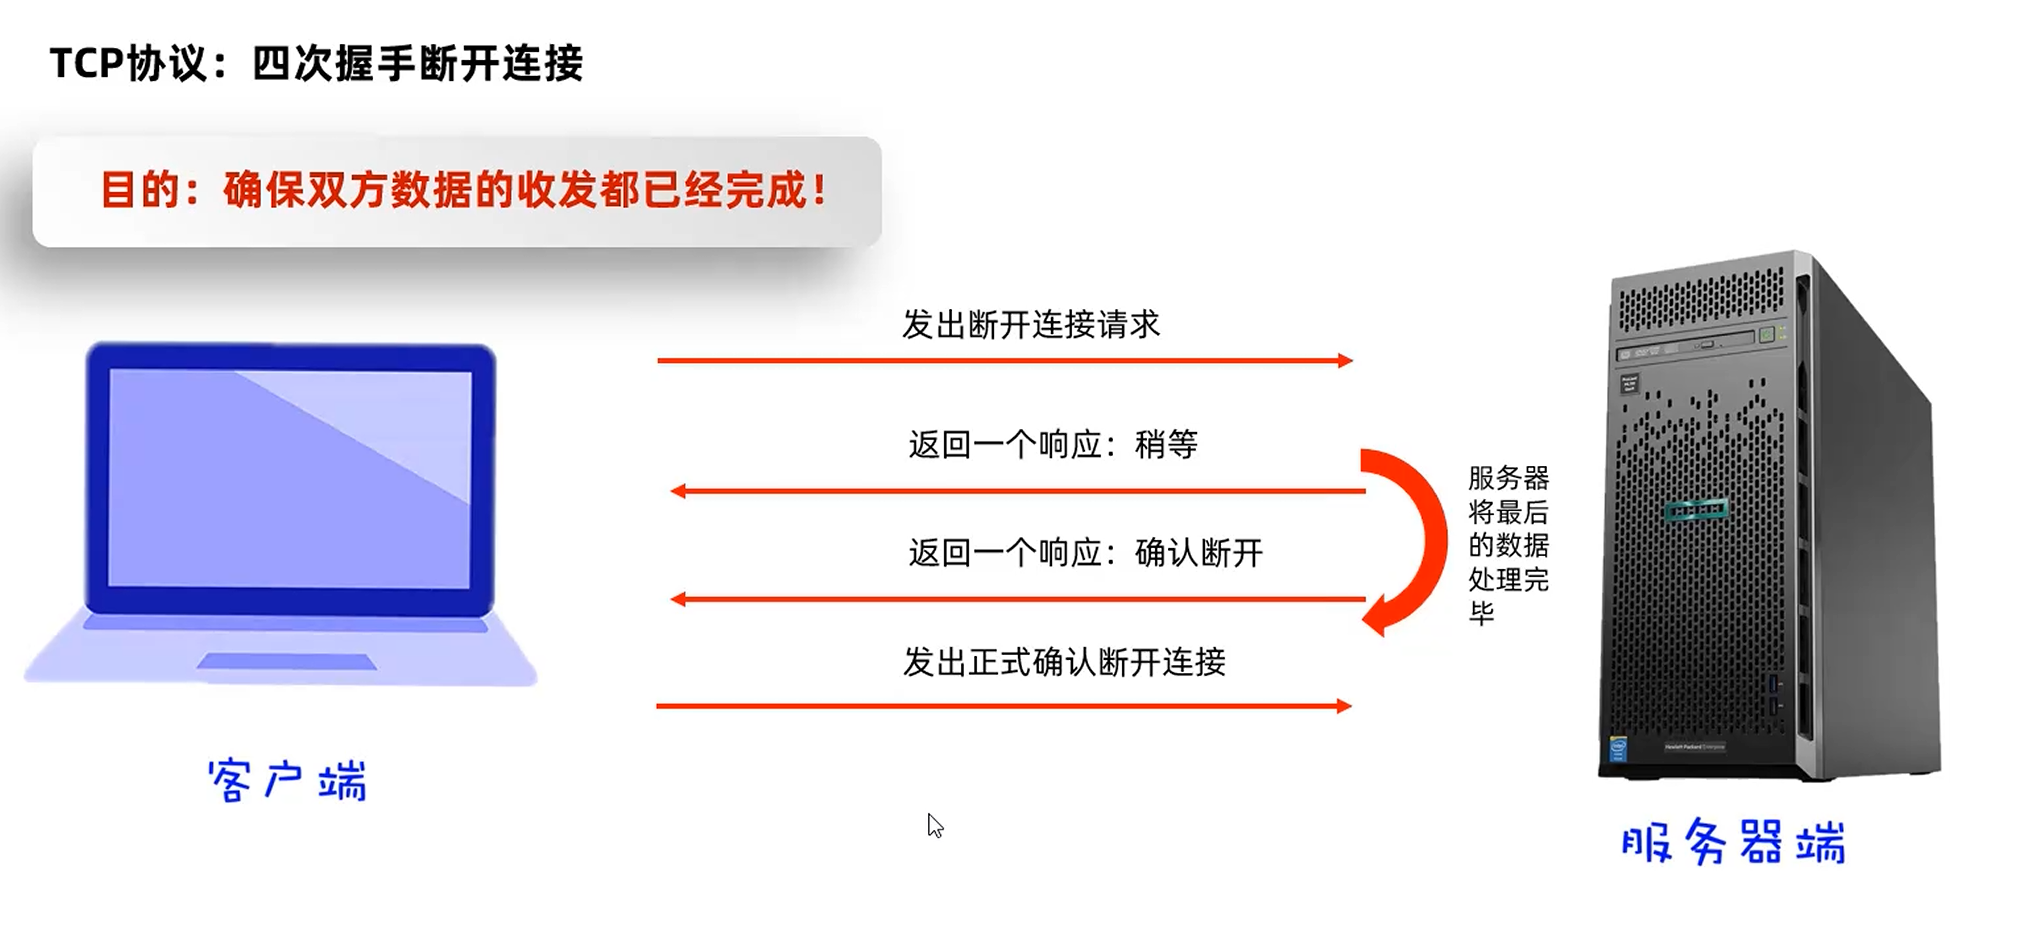 TCP协议：四次握手断开连接
目的：确保双方数据的收发都已经完成！
发出断开连接请求
返回一个响应：稍等
服务器
将最后
的数据
处理完
毕
返回一个响应：确认断开
发出正式确认断开连接
客户端
服务器端
Hewlett Packard Enterprise